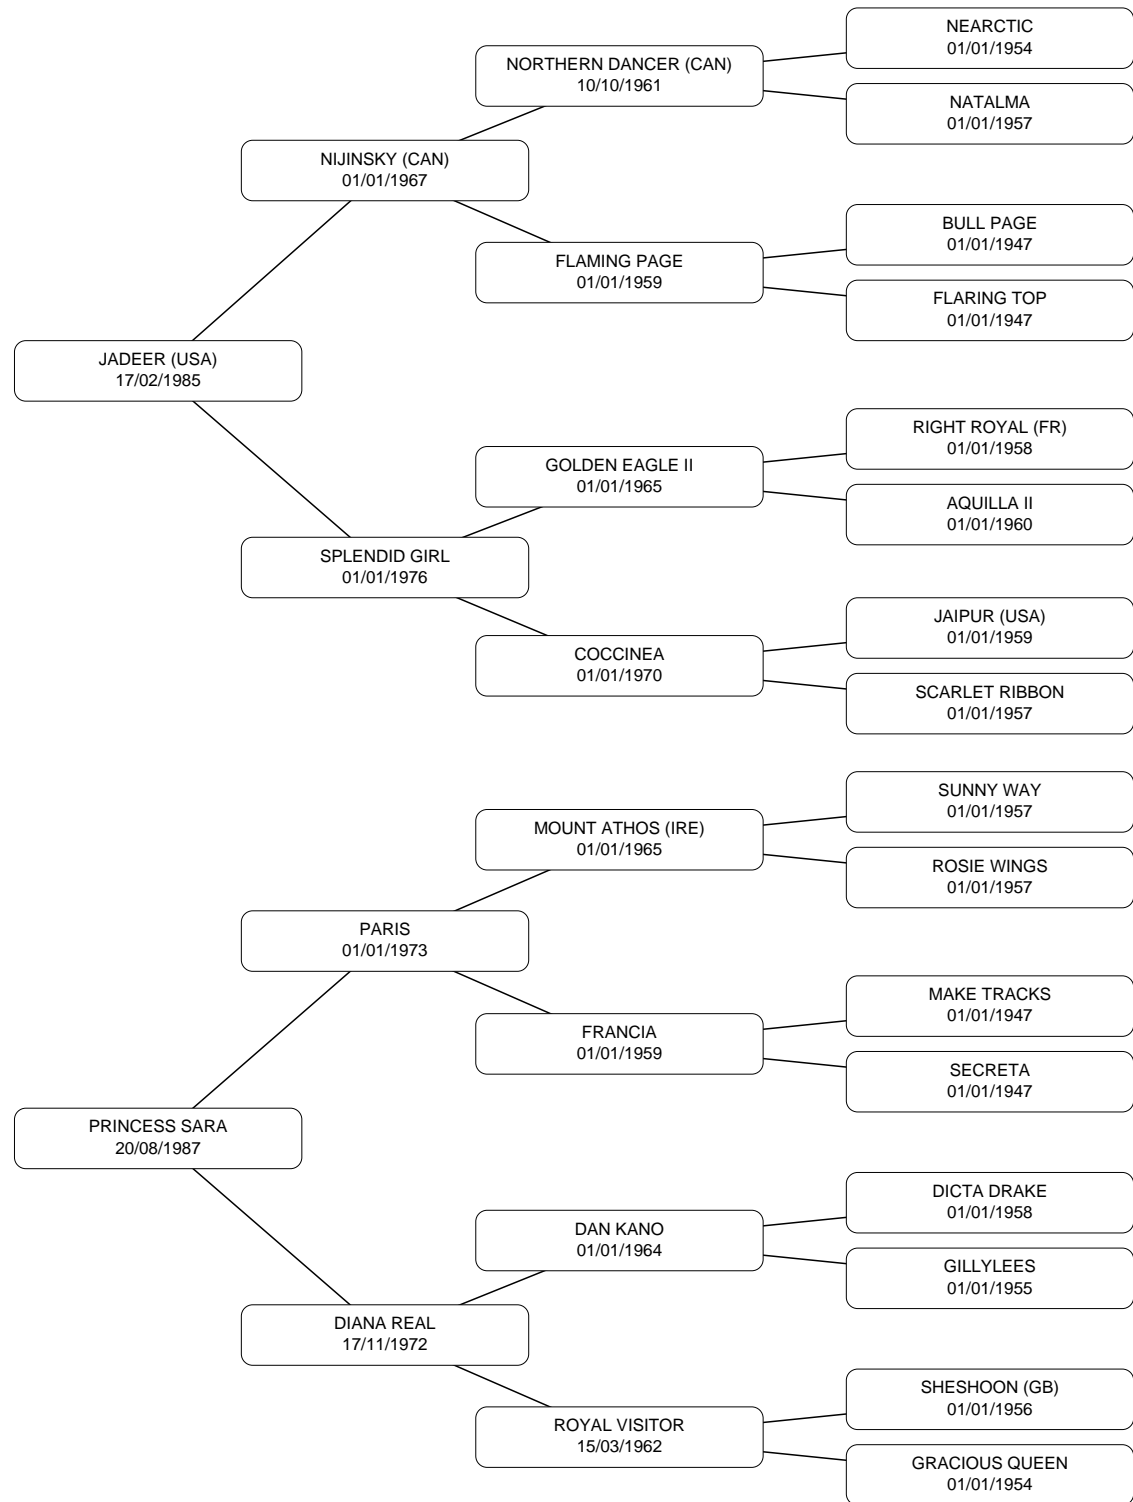 NEARCTIC
01/01/1954
NORTHERN DANCER (CAN)
10/10/1961
NATALMA
01/01/1957
NIJINSKY (CAN)
01/01/1967
BULL PAGE
01/01/1947
FLAMING PAGE
01/01/1959
FLARING TOP
01/01/1947
JADEER (USA)
17/02/1985
RIGHT ROYAL (FR)
01/01/1958
GOLDEN EAGLE II
01/01/1965
AQUILLA II
01/01/1960
SPLENDID GIRL
01/01/1976
JAIPUR (USA)
01/01/1959
COCCINEA
01/01/1970
SCARLET RIBBON
01/01/1957
SUNNY WAY
01/01/1957
MOUNT ATHOS (IRE)
01/01/1965
ROSIE WINGS
01/01/1957
PARIS
01/01/1973
MAKE TRACKS
01/01/1947
FRANCIA
01/01/1959
SECRETA
01/01/1947
PRINCESS SARA
20/08/1987
DICTA DRAKE
01/01/1958
DAN KANO
01/01/1964
GILLYLEES
01/01/1955
DIANA REAL
17/11/1972
SHESHOON (GB)
01/01/1956
ROYAL VISITOR
15/03/1962
GRACIOUS QUEEN
01/01/1954